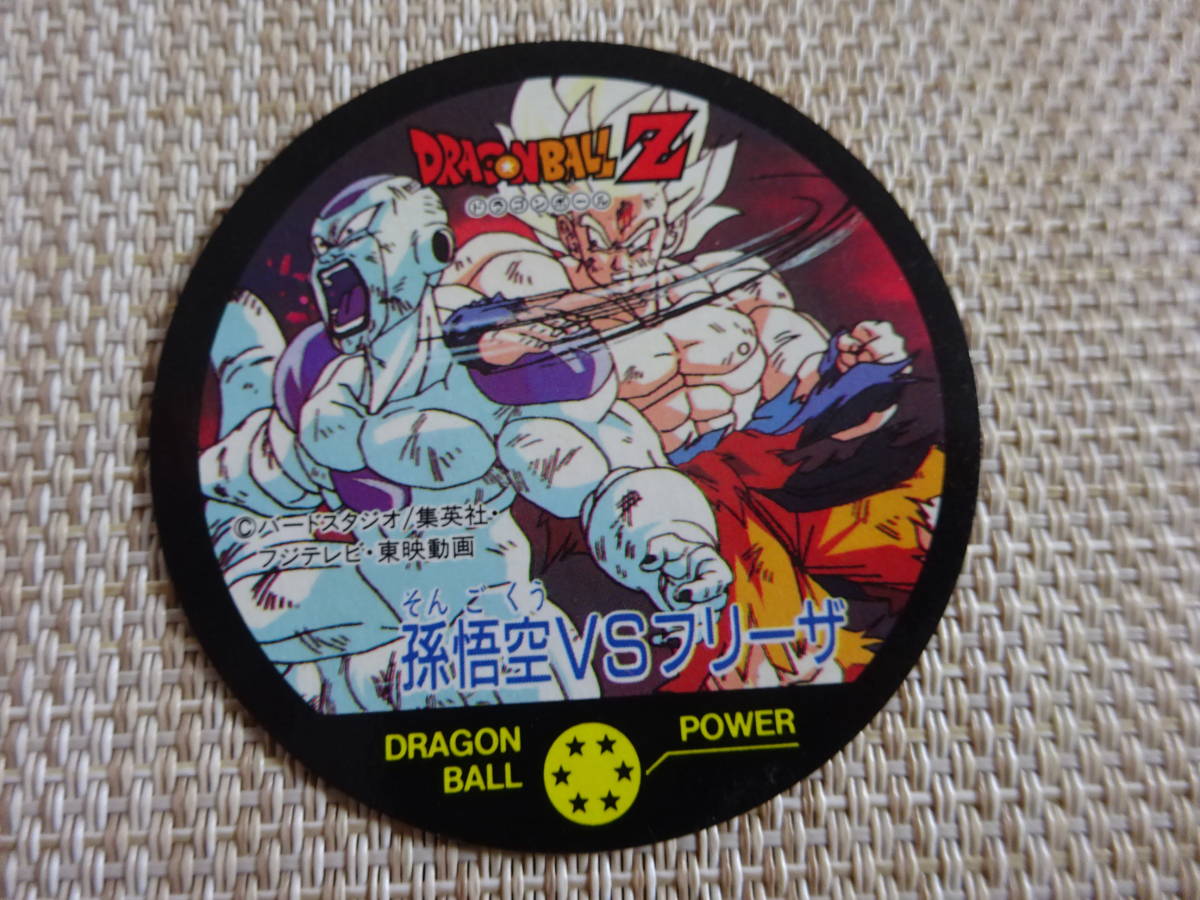 DRAGON BALL Z
ドラゴンボール
©バードスタジオ/集英社・
フジテレビ・東映動画
そん ご くう
孫悟空VSフリーザ
DRAGON
BALL
POWER